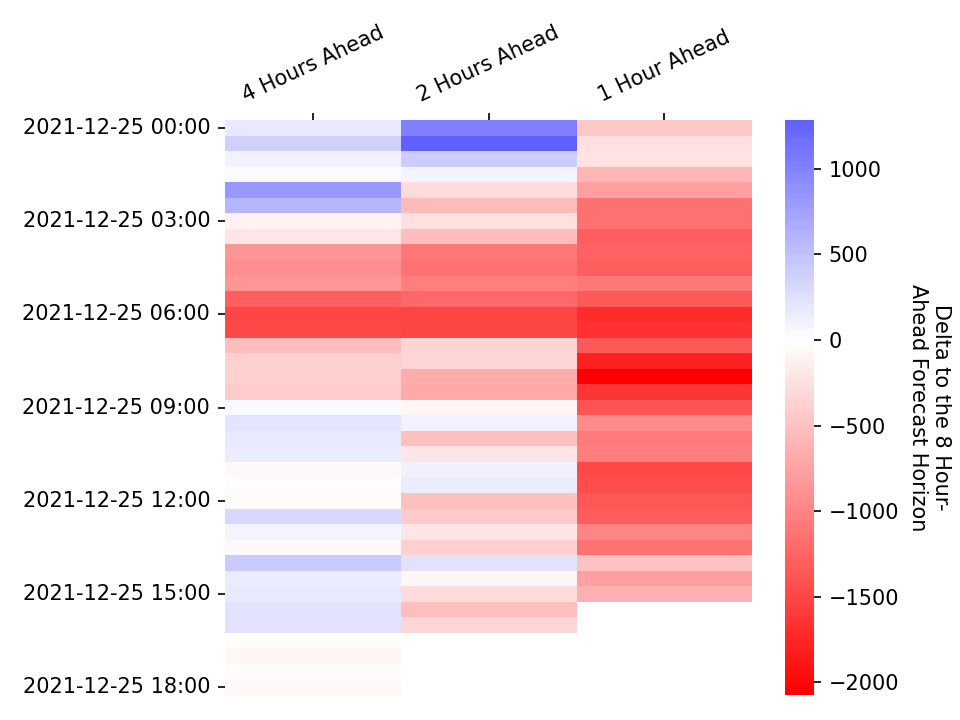 4 Hours Ahead
2 Hours Ahead
1 Hour Ahead
2021-12-25 00:00
2021-12-25 03:00
2021-12-25 06:00
2021-12-25 09:00
2021-12-25 12:00
2021-12-25 15:00
2021-12-25 18:00
1000
500
0
−500
−1000
−1500
−2000
Delta to the 8 Hour-
Ahead Forecast Horizon